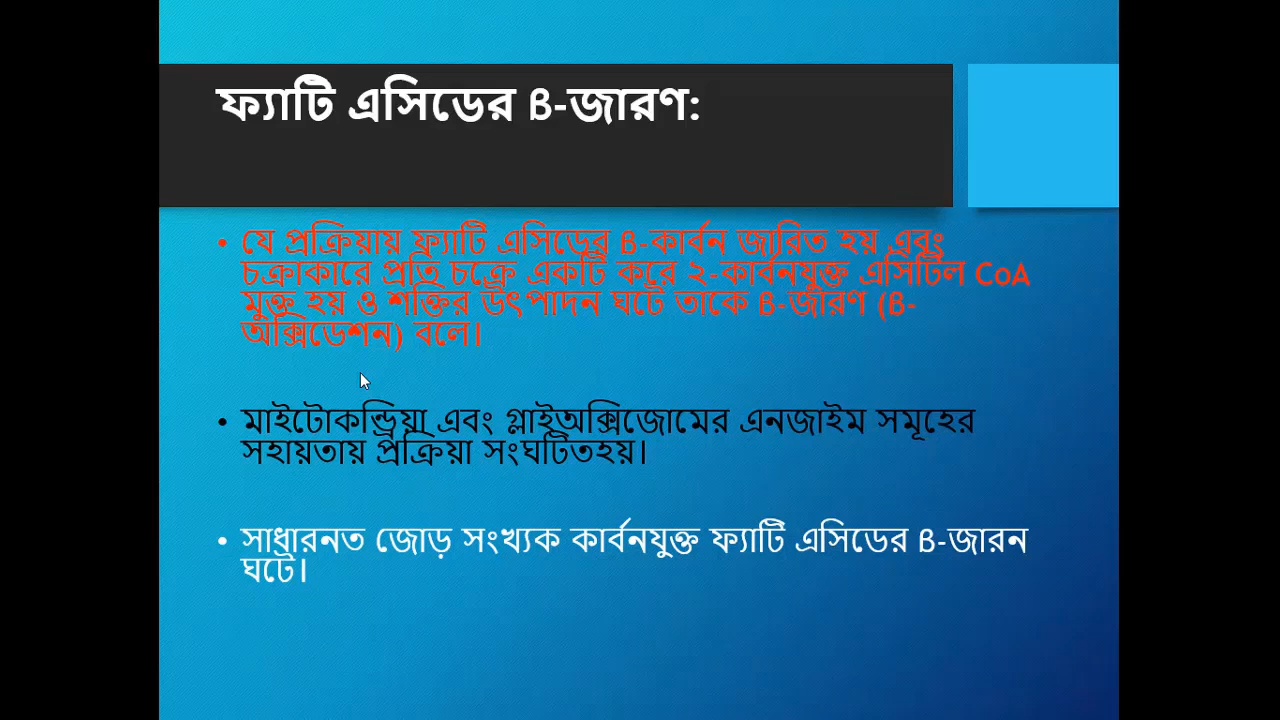 ফ্যাটি এসিডের B-জারণ:
• যে প্রক্রিয়ায় ফ্যাটি এসিডের B-কার্বন জারিত হয় এবং
চক্রাকারে প্রতি চক্রে একটি করে ২-কার্বনযুক্ত এসিটিল CoA
মুক্ত হয় ও শক্তির উৎপাদন ঘটে তাকে B-জারণ (B-
অক্সিডেশন) বলে।
• মাইটোকন্ড্রিয়া এবং গ্লাইঅক্সিজোমের এনজাইম সমূহের
সহায়তায় প্রক্রিয়া সংঘটিতহয়।
• সাধারনত জোড় সংখ্যক কার্বনযুক্ত ফ্যাটি এসিডের B-জারন
ঘটে।